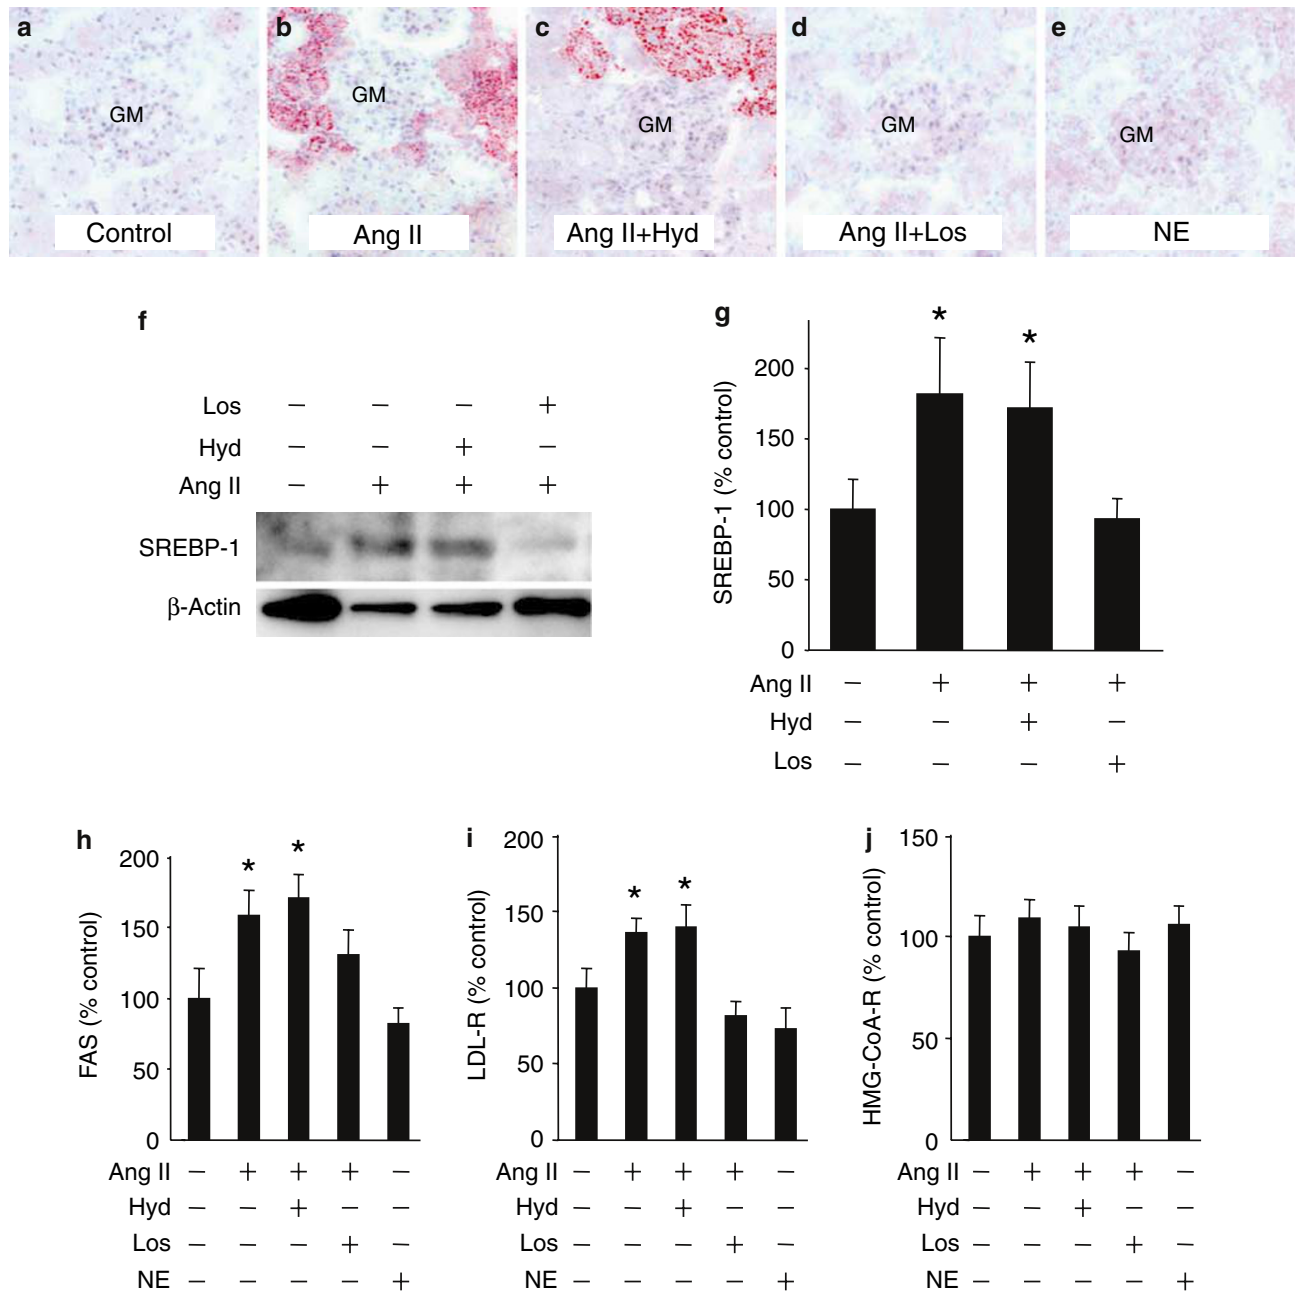 a b c d e
GM GM GM GM GM
Control Ang II Ang II+Hyd Ang II+Los NE
f
Los – – – +
Hyd – – + –
Ang II – + + +
SREBP-1
β-Actin
g
SREBP-1 (% control)
200
150
100
50
0
* *
Ang II – + + +
Hyd – – + –
Los – – – +
h
FAS (% control)
200
150
100
50
0
* *
Ang II – + + + –
Hyd – – + – –
Los – – – + –
NE – – – – +
i
LDL-R (% control)
200
150
100
50
0
* *
Ang II – + + + –
Hyd – – + – –
Los – – – + –
NE – – – – +
j
HMG-CoA-R (% control)
150
100
50
0
Ang II – + + + –
Hyd – – + – –
Los – – – + –
NE – – – – +